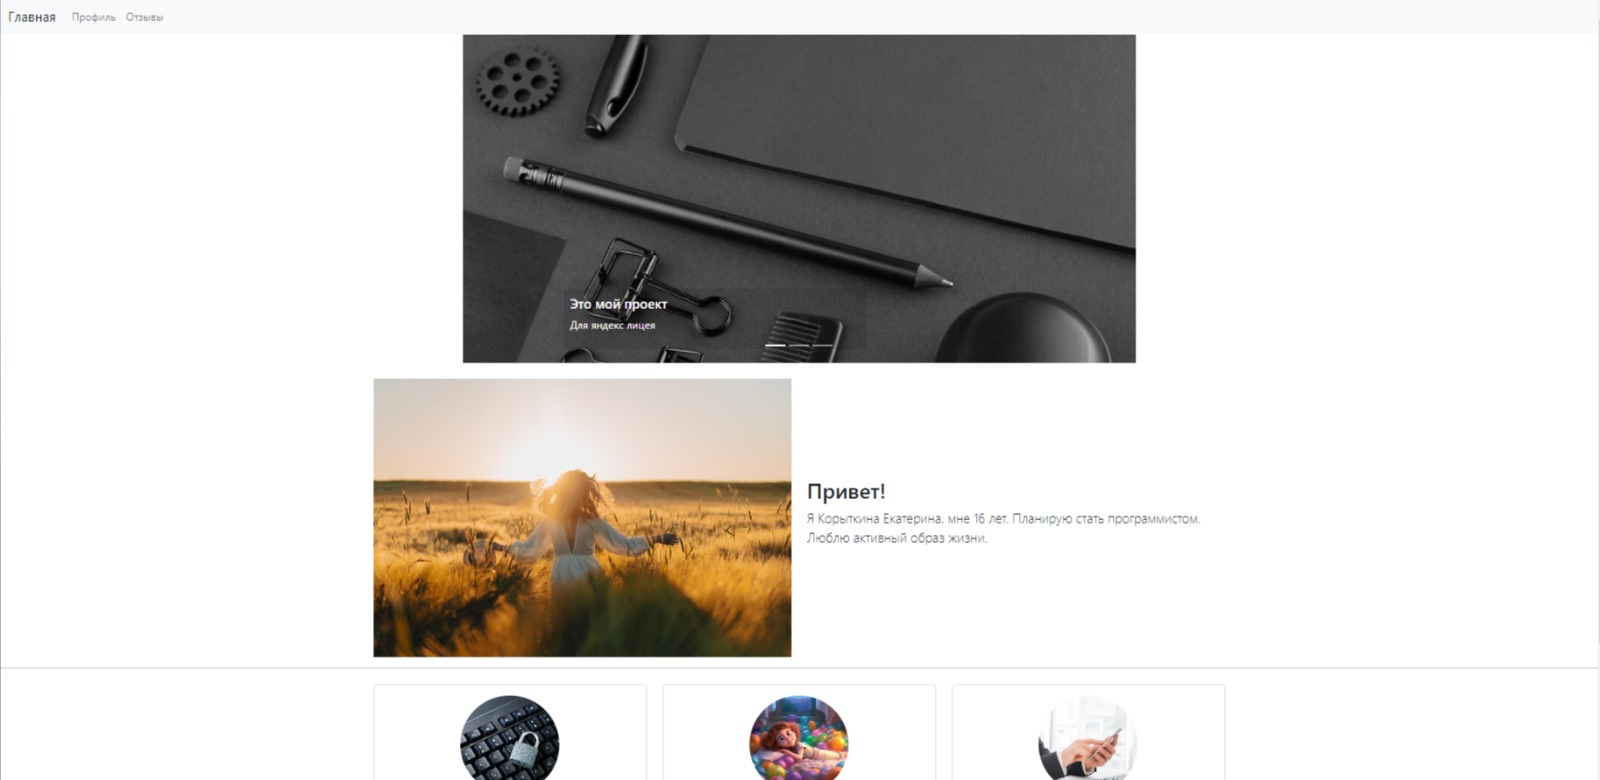 Главная Профиль Отзывы
Это мой проект
Для яндекс лицея
Привет!
Я Корыткина Екатерина, мне 16 лет. Планирую стать программистом.
Люблю активный образ жизни.